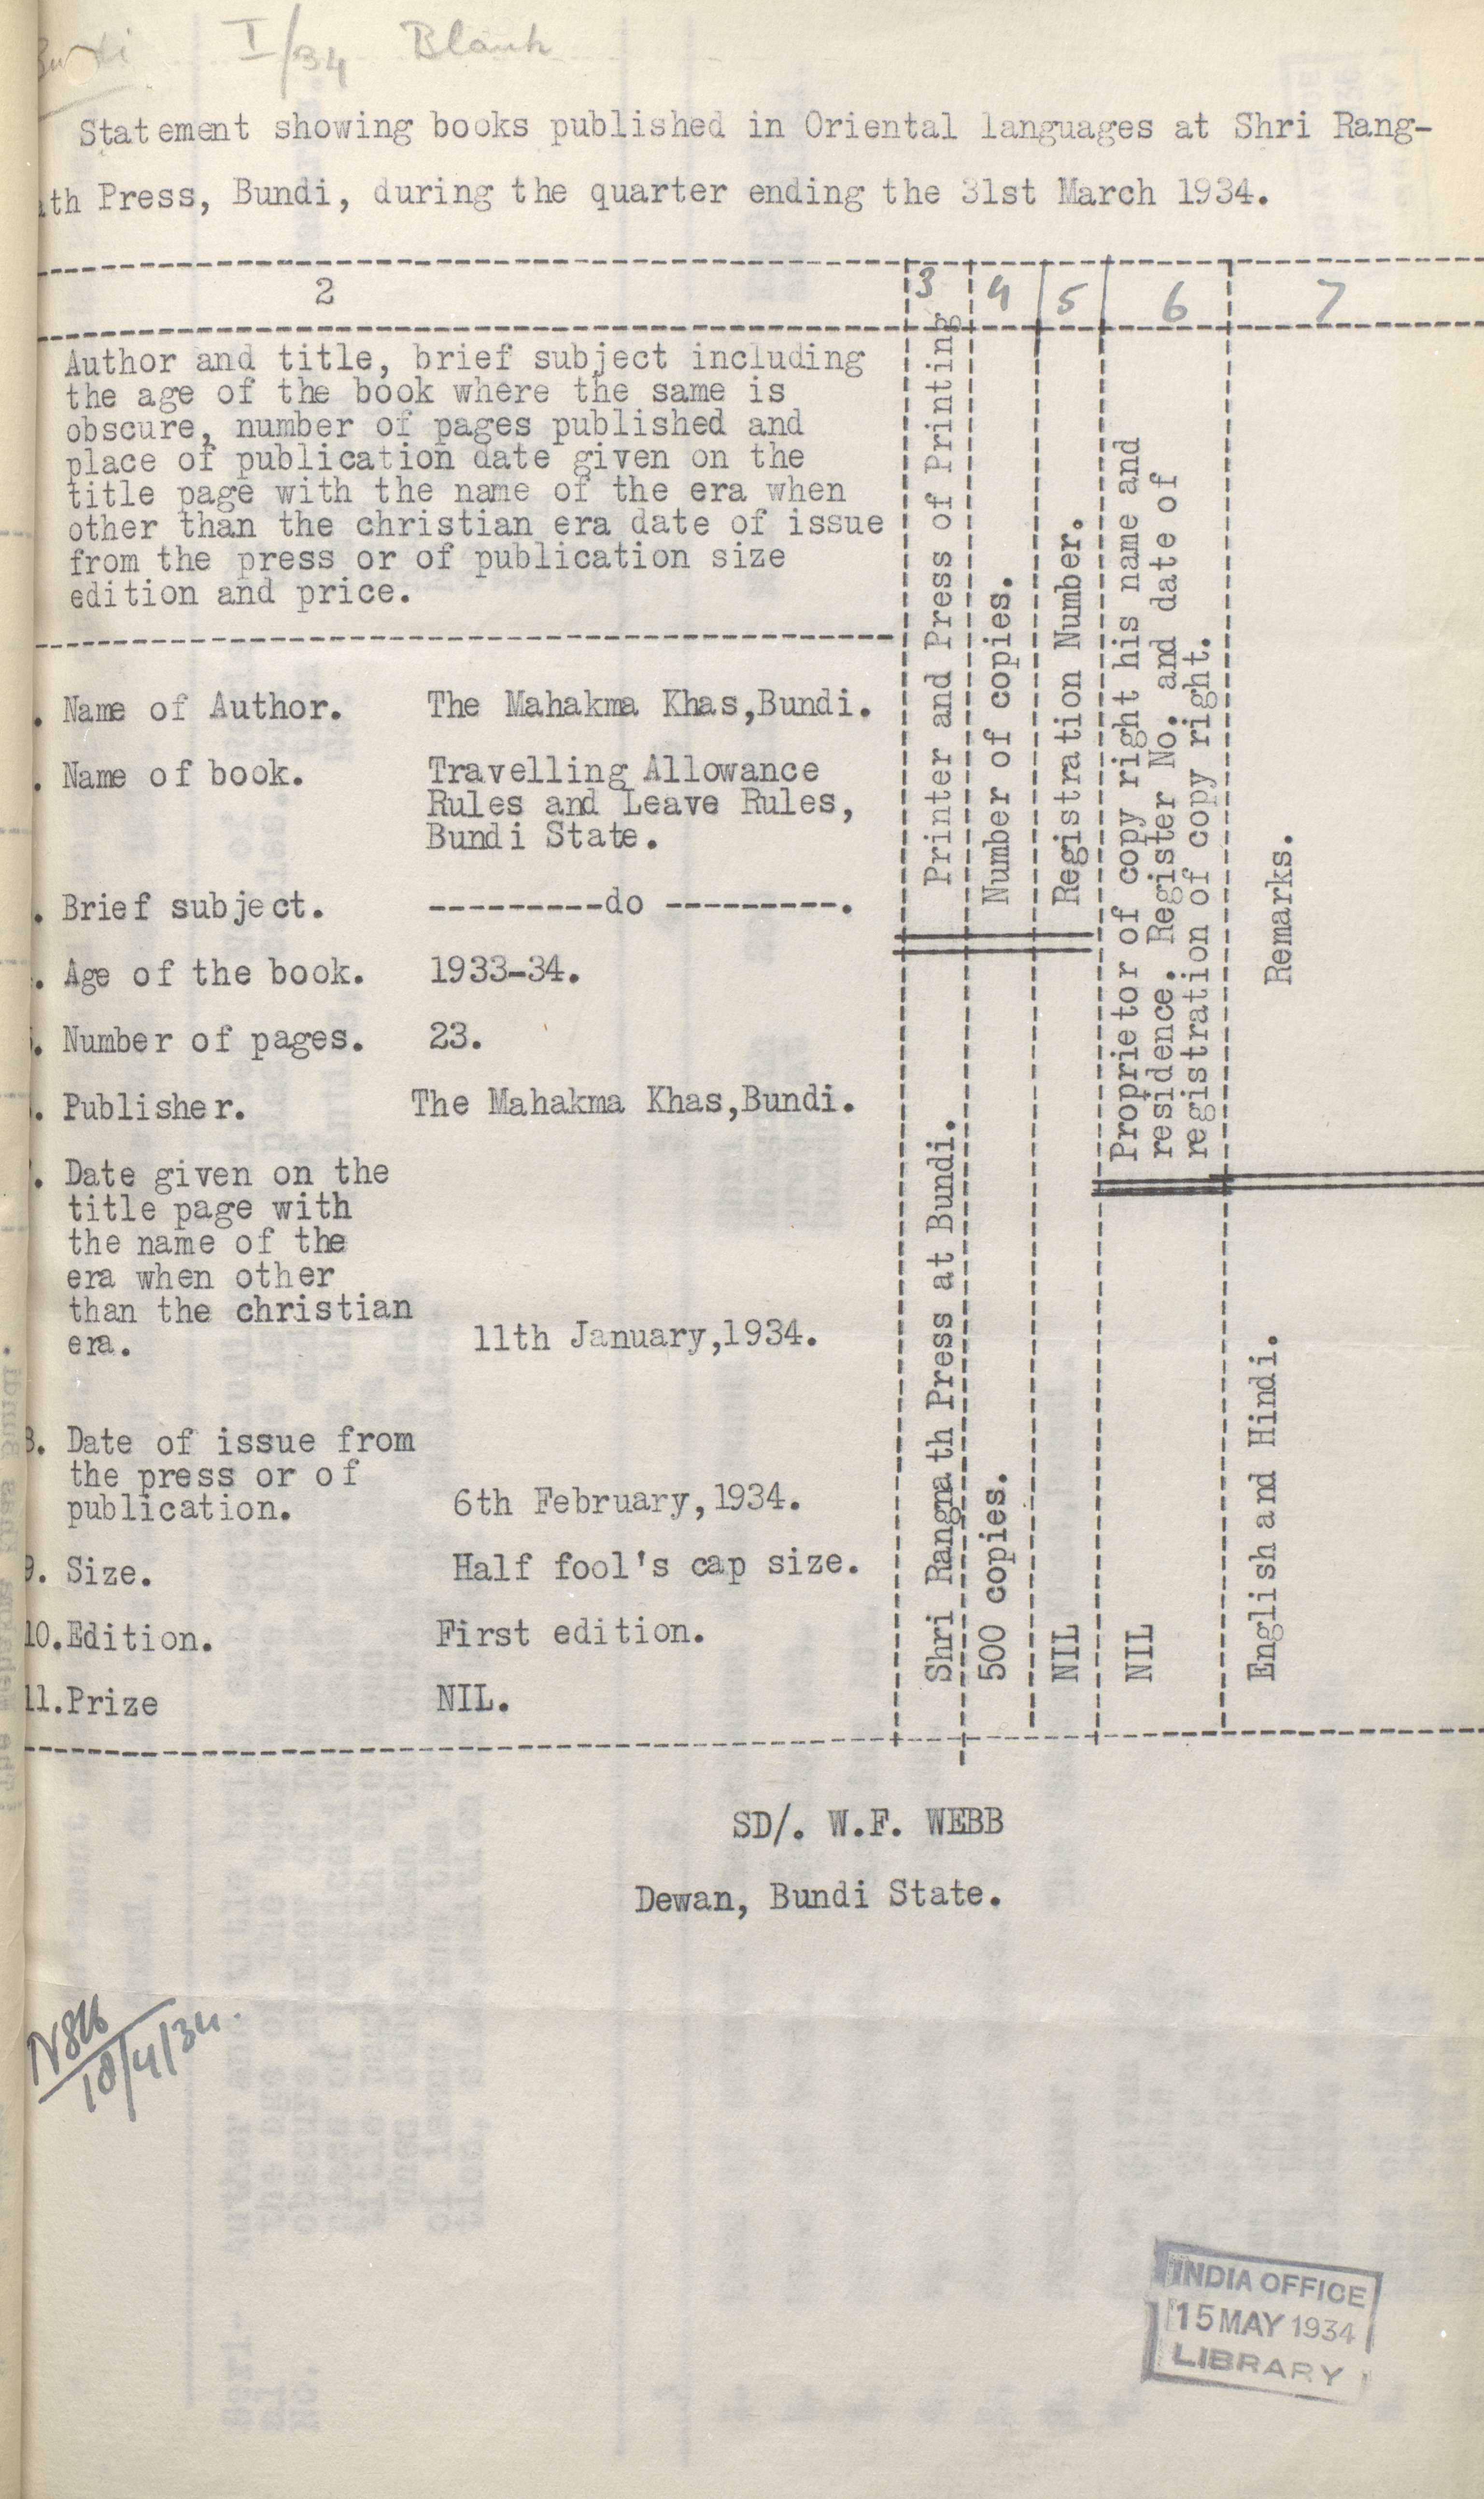 Bundi I/34 Blank
Statement showing books published in Oriental languages at Shri Rang-
ath Press, Bundi, during the quarter ending the 31st March 1934.
2 3 4 5 6 7
Author and title, brief subject including
the age of the book where the same is
obscure, number of pages published and
place of publication date given on the
title page with the name of the era when
other than the christian era date of issue
from the press or of publication size
edition and price.
Printer and Press of Printing
Number of copies.
Registration Number.
Proprietor of copy right his name and
residence. Register No. and date of
registration of copy right.
Remarks.
. Name of Author. The Mahakma Khas,Bundi.
. Name of book. Travelling Allowance
Rules and Leave Rules,
Bundi State.
. Brief subject. ---------do ---------.
. Age of the book. 1933-34.
. Number of pages. 23.
. Publisher. The Mahakma Khas,Bundi.
. Date given on the
title page with
the name of the
era when other
than the christian
era. 11th January,1934.
8. Date of issue from
the press or of
publication. 6th February,1934.
9. Size. Half fool's cap size.
10.Edition. First edition.
11.Prize NIL.
Shri Rangnath Press at Bundi.
500 copies.
NIL
NIL
English and Hindi.
SD/. W.F. WEBB
Dewan, Bundi State.
18/4/34.
INDIA OFFICE
15 MAY 1934
LIBRARY